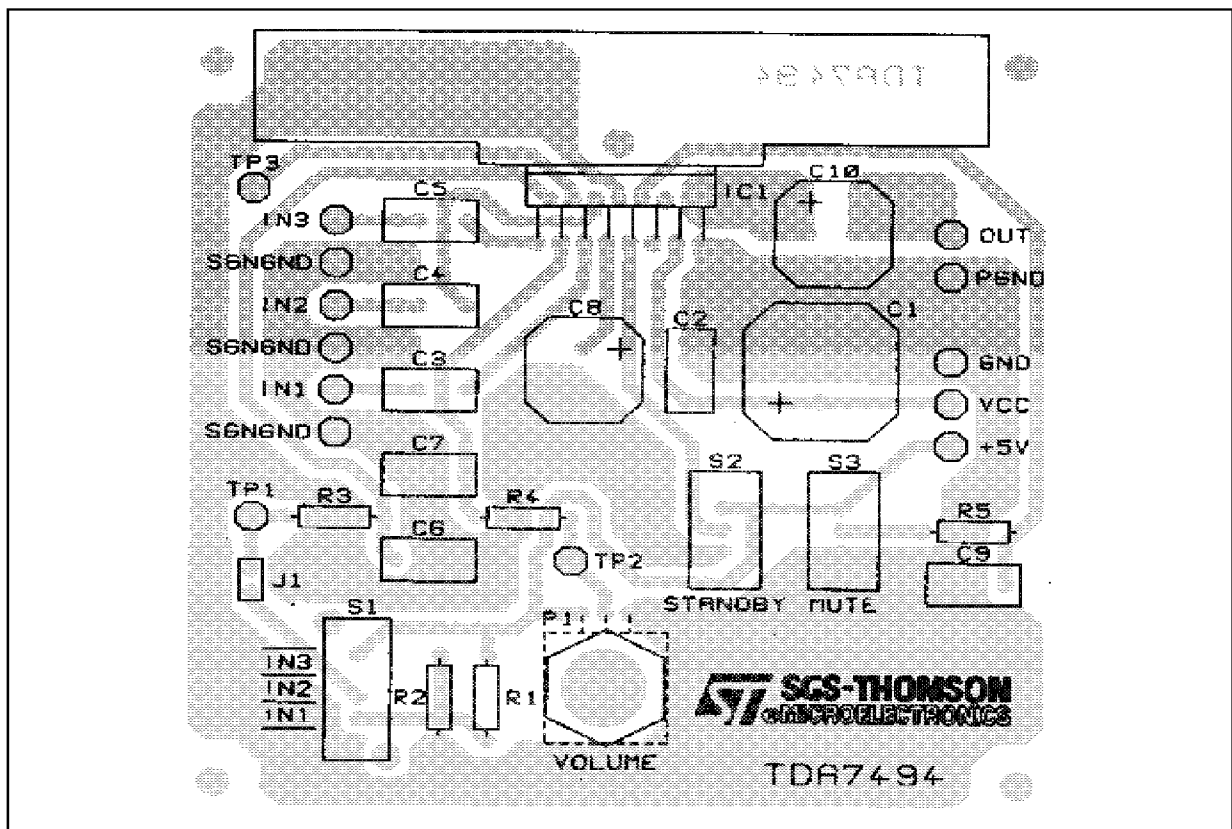 TDA7494
TP3
C5
IC1
C10
IN3
OUT
SGNGND
PGND
C4
IN2
C8
C2
C1
SGNGND
C3
GND
IN1
VCC
SGNGND
C7
+5V
S2
S3
TP1
R3
R4
R5
C6
TP2
C9
J1
STANDBY
MUTE
S1
P1
IN3
IN2
IN1
R2
R1
ST SGS-THOMSON
MICROELECTRONICS
VOLUME
TDA7494